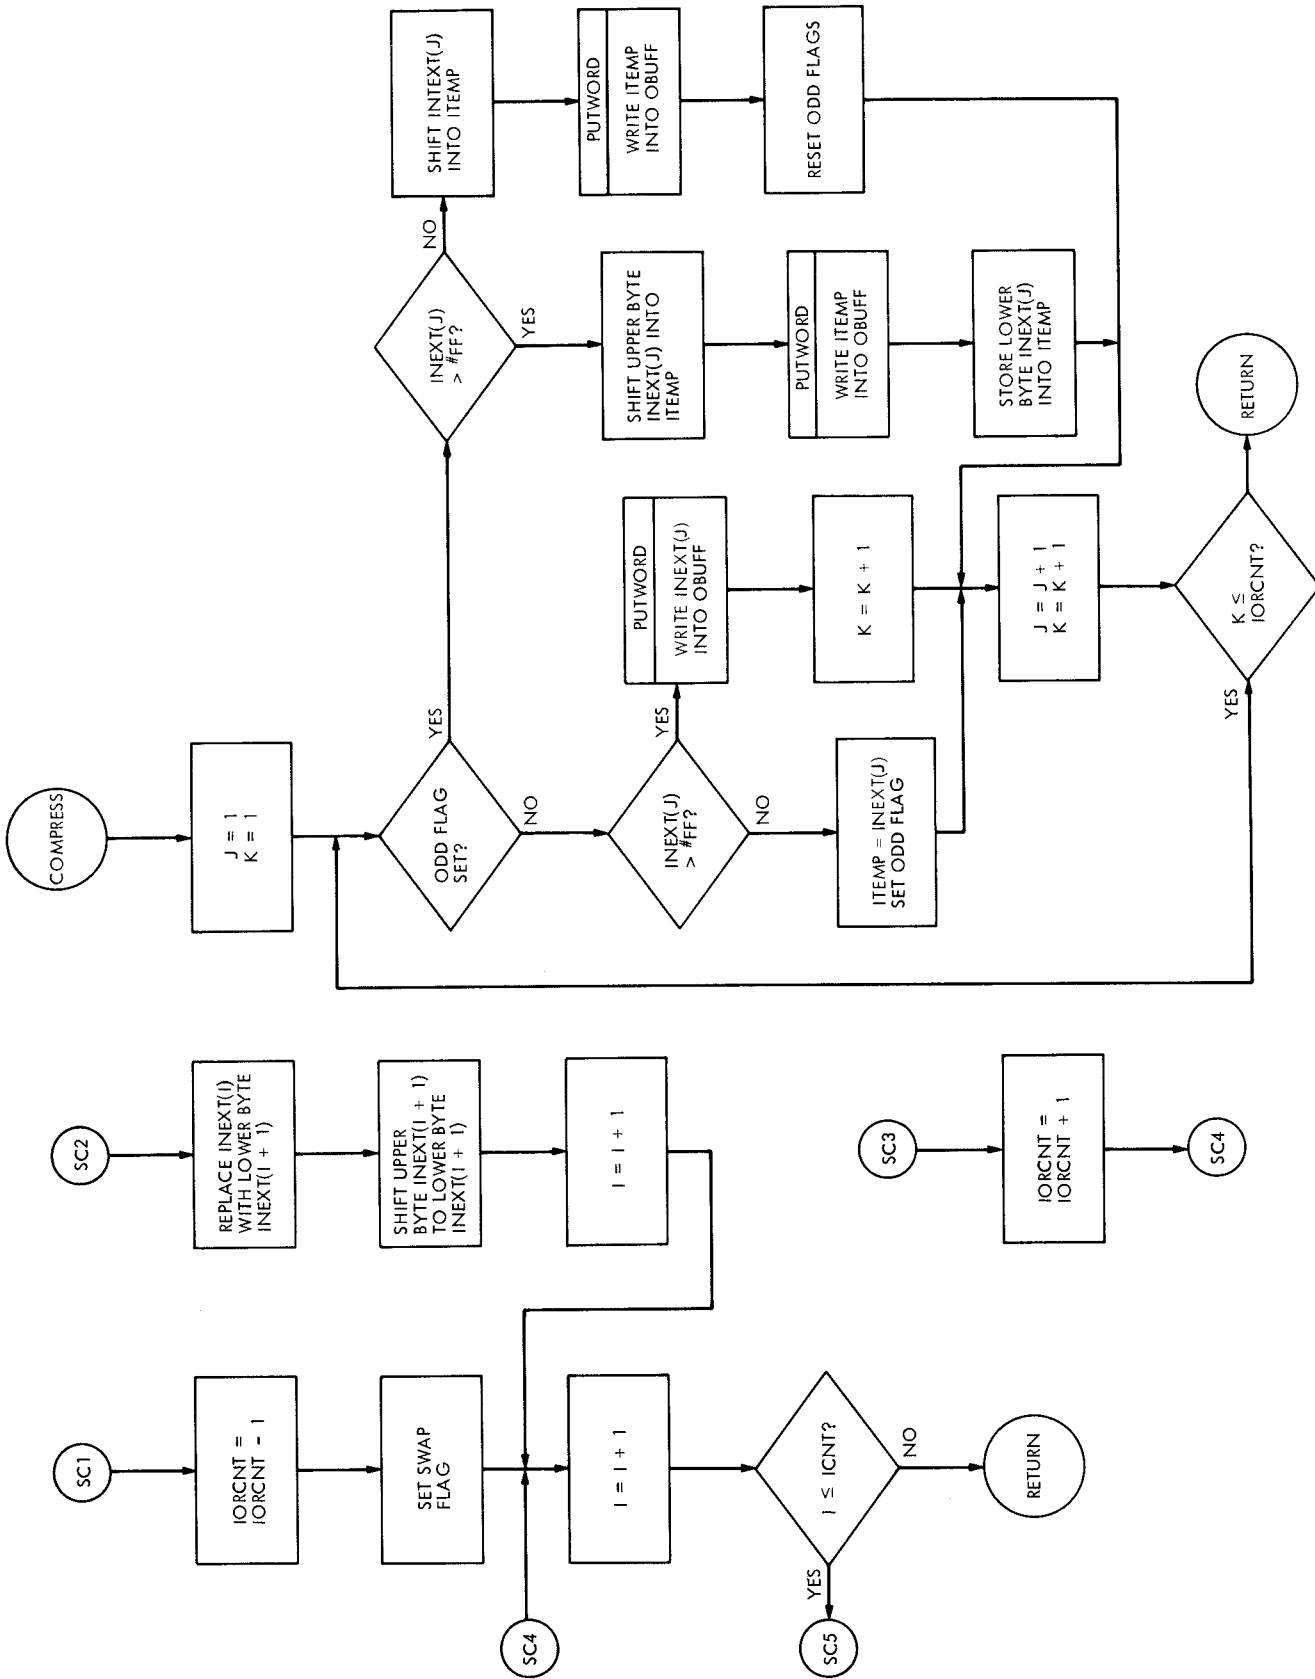 SC1
IORCNT =
IORCNT - 1
SET SWAP
FLAG
SC4
I = I + 1
I ≤ ICNT?
YES
SC5
NO
RETURN
SC2
REPLACE INEXT(I)
WITH LOWER BYTE
INEXT(I + 1)
SHIFT UPPER
BYTE INEXT(I + 1)
TO LOWER BYTE
INEXT(I + 1)
I = I + 1
SC3
IORCNT =
IORCNT + 1
SC4
COMPRESS
J = 1
K = 1
ODD FLAG
SET?
YES
NO
INEXT(J)
> #FF?
YES
NO
ITEMP = INEXT(J)
SET ODD FLAG
PUTWORD
WRITE INEXT(J)
INTO OBUFF
K = K + 1
J = J + 1
K = K + 1
K ≤
IORCNT?
YES
RETURN
INEXT(J)
> #FF?
NO
YES
SHIFT UPPER BYTE
INEXT(J) INTO
ITEMP
PUTWORD
WRITE ITEMP
INTO OBUFF
STORE LOWER
BYTE INEXT(J)
INTO ITEMP
SHIFT INTEXT(J)
INTO ITEMP
PUTWORD
WRITE ITEMP
INTO OBUFF
RESET ODD FLAGS